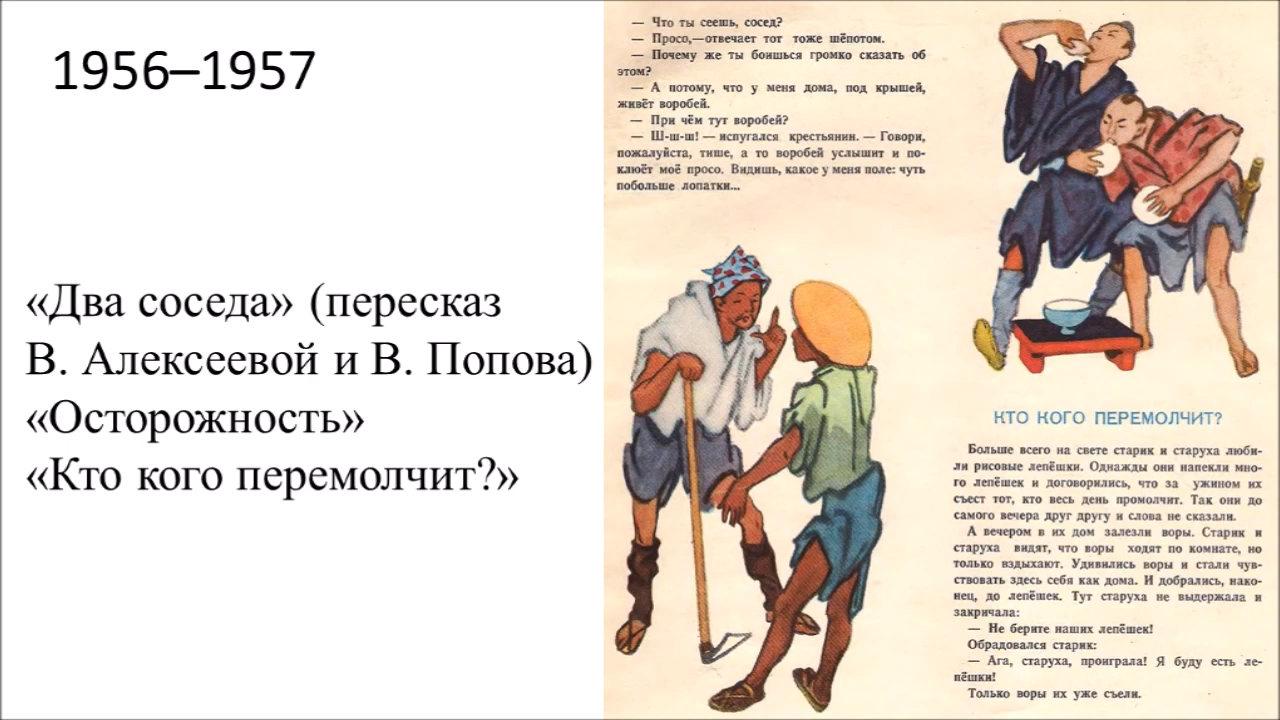 1956–1957
«Два соседа» (пересказ
В. Алексеевой и В. Попова)
«Осторожность»
«Кто кого перемолчит?»
— Что ты сеешь, сосед?
— Просо,—отвечает тот тоже шёпотом.
— Почему же ты боишься громко сказать об
этом?
— А потому, что у меня дома, под крышей,
живёт воробей.
— При чём тут воробей?
— Ш-ш-ш! — испугался крестьянин. — Говори,
пожалуйста, тише, а то воробей услышит и по-
клюёт моё просо. Видишь, какое у меня поле: чуть
побольше лопатки...
КТО КОГО ПЕРЕМОЛЧИТ?
Больше всего на свете старик и старуха люби-
ли рисовые лепёшки. Однажды они напекли мно-
го лепёшек и договорились, что за ужином их
съест тот, кто весь день промолчит. Так они до
самого вечера друг другу и слова не сказали.
А вечером в их дом залезли воры. Старик и
старуха видят, что воры ходят по комнате, но
только вздыхают. Удивились воры и стали чув-
ствовать здесь себя как дома. И добрались, нако-
нец, до лепёшек. Тут старуха не выдержала и
закричала:
— Не берите наших лепёшек!
Обрадовался старик:
— Ага, старуха, проиграла! Я буду есть ле-
пёшки!
Только воры их уже съели.